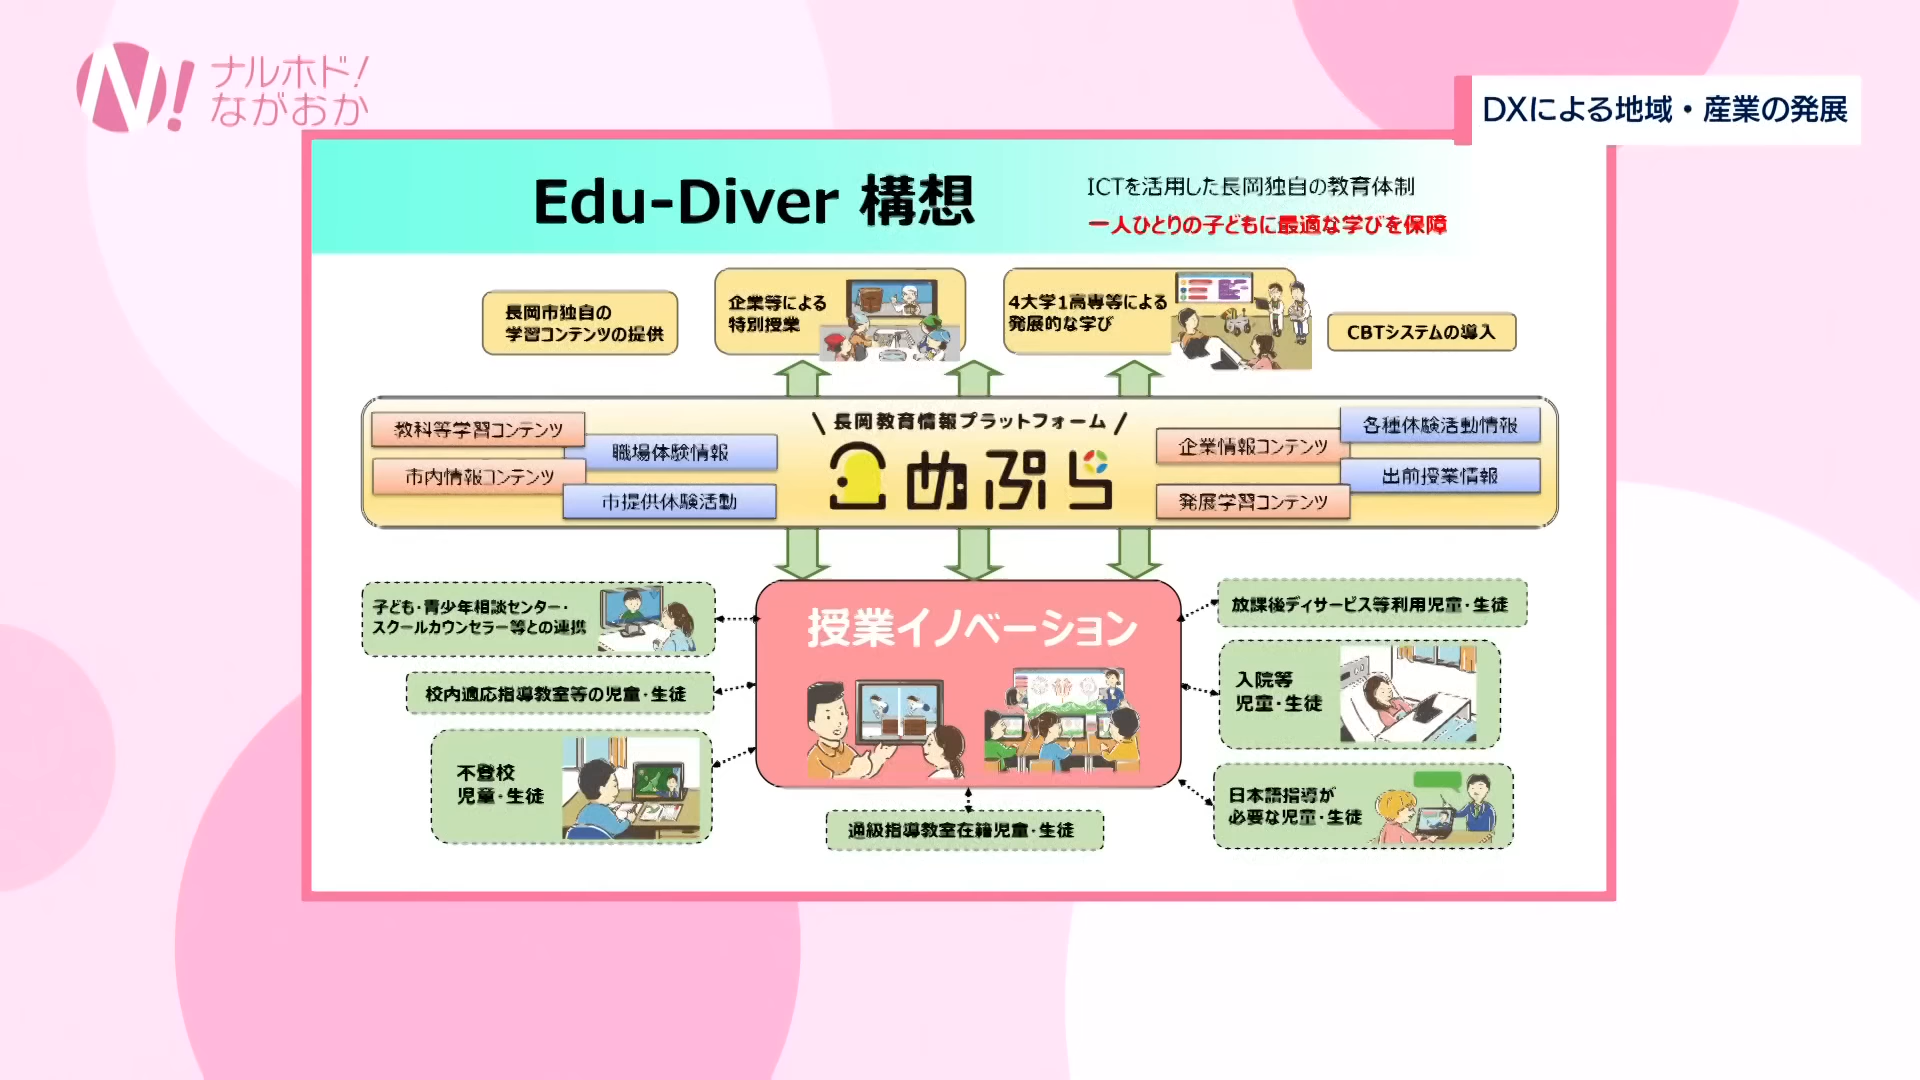 N! ナルホド!
ながおか
DXによる地域・産業の発展
Edu-Diver 構想
ICTを活用した長岡独自の教育体制
一人ひとりの子どもに最適な学びを保障
長岡市独自の
学習コンテンツの提供
企業等による
特別授業
4大学1高専等による
発展的な学び
CBTシステムの導入
\ 長岡教育情報プラットフォーム /
こめぷら
教科等学習コンテンツ
職場体験情報
市内情報コンテンツ
市提供体験活動
企業情報コンテンツ
各種体験活動情報
出前授業情報
発展学習コンテンツ
授業イノベーション
子ども・青少年相談センター・
スクールカウンセラー等との連携
校内適応指導教室等の児童・生徒
不登校
児童・生徒
通級指導教室在籍児童・生徒
放課後ディサービス等利用児童・生徒
入院等
児童・生徒
日本語指導が
必要な児童・生徒